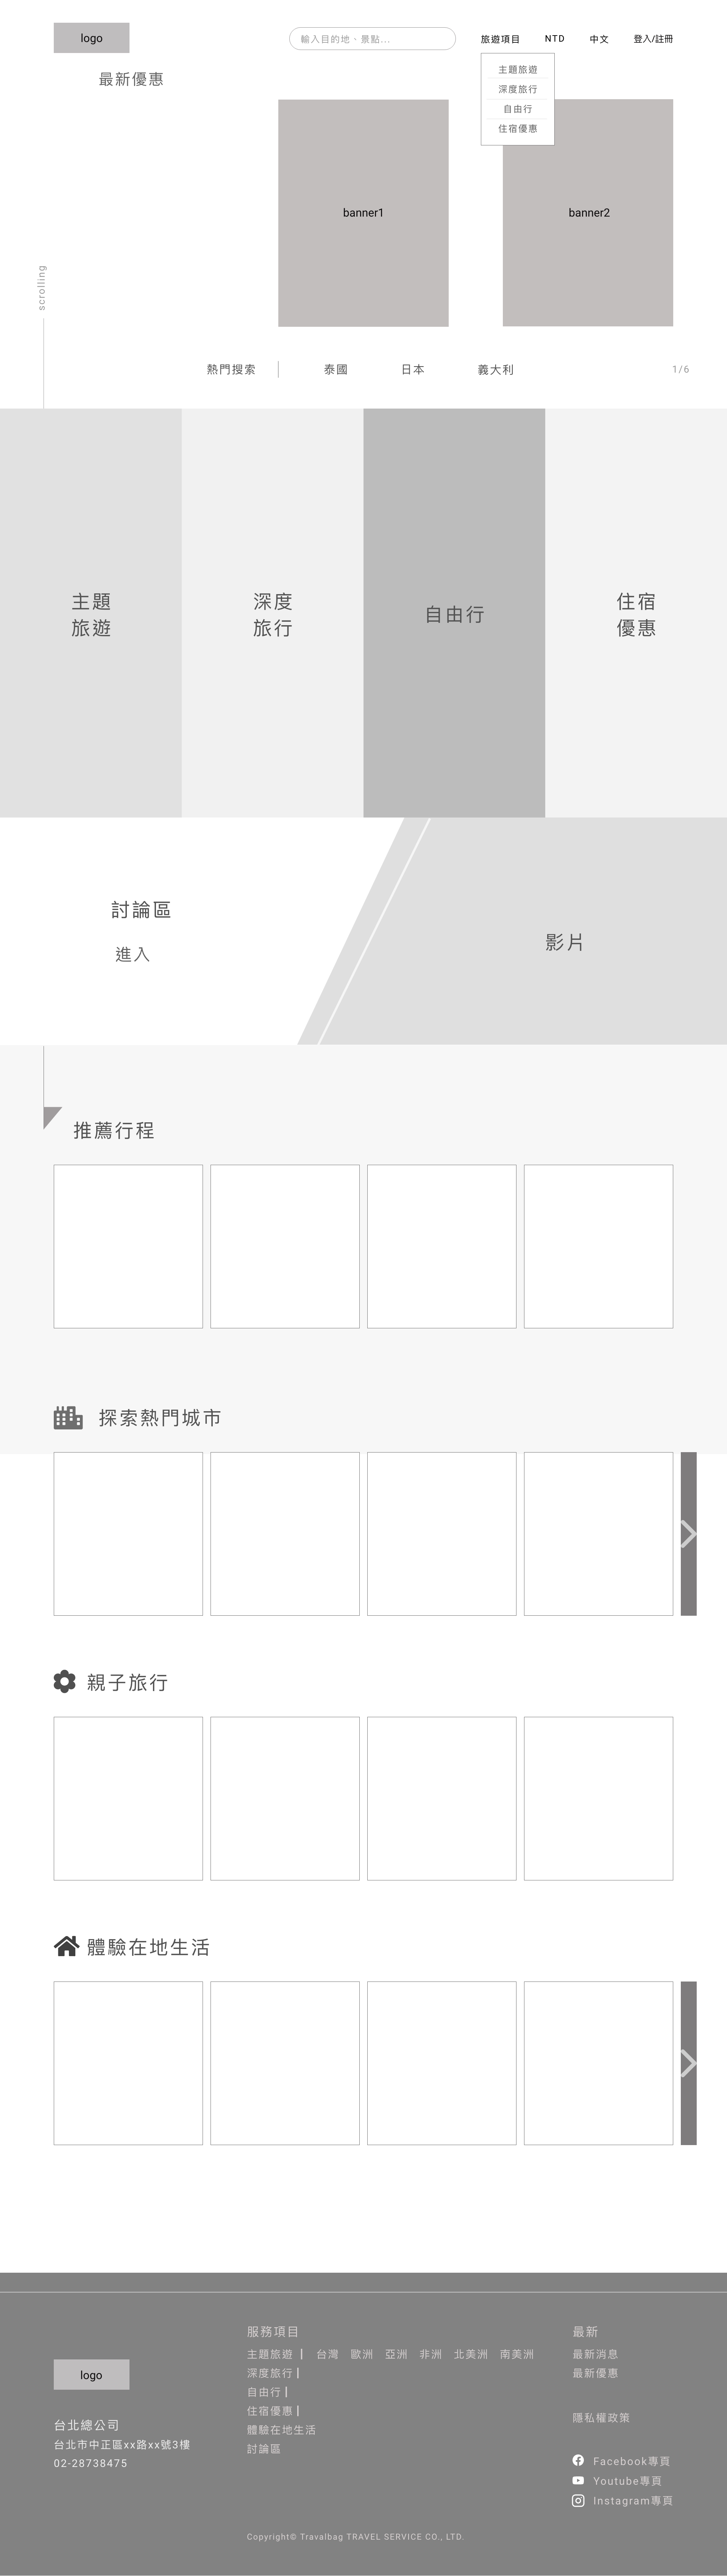 logo
輸入目的地、景點...
旅遊項目
NTD
中文
登入/註冊
主題旅遊
深度旅行
自由行
住宿優惠
最新優惠
banner1
banner2
scrolling
熱門搜索
泰國
日本
義大利
1/6
主題
旅遊
深度
旅行
自由行
住宿
優惠
討論區
進入
影片
推薦行程
探索熱門城市
親子旅行
體驗在地生活
logo
台北總公司
台北市中正區xx路xx號3樓
02-28738475
服務項目
主題旅遊 | 台灣 歐洲 亞洲 非洲 北美洲 南美洲
深度旅行 |
自由行 |
住宿優惠 |
體驗在地生活
討論區
最新
最新消息
最新優惠
隱私權政策
Facebook專頁
Youtube專頁
Instagram專頁
Copyright© Travalbag TRAVEL SERVICE CO., LTD.